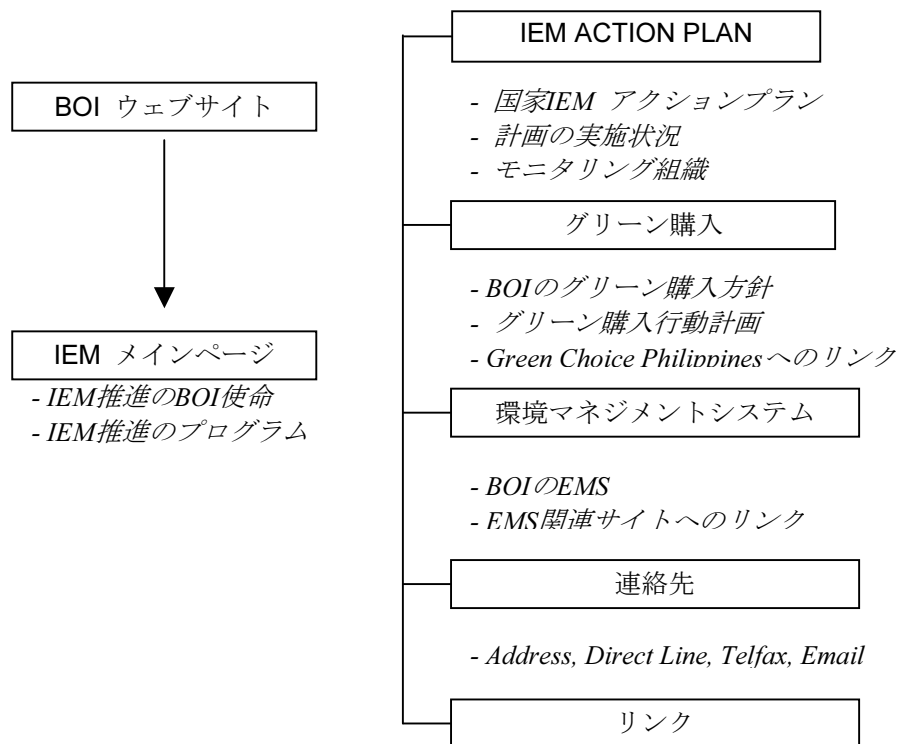 BOI ウェブサイト
IEM メインページ
- IEM推進のBOI使命
- IEM推進のプログラム
IEM ACTION PLAN
- 国家IEM アクションプラン
- 計画の実施状況
- モニタリング組織
グリーン購入
- BOIのグリーン購入方針
- グリーン購入行動計画
- Green Choice Philippinesへのリンク
環境マネジメントシステム
- BOIのEMS
- EMS関連サイトへのリンク
連絡先
- Address, Direct Line, Telfax, Email
リンク